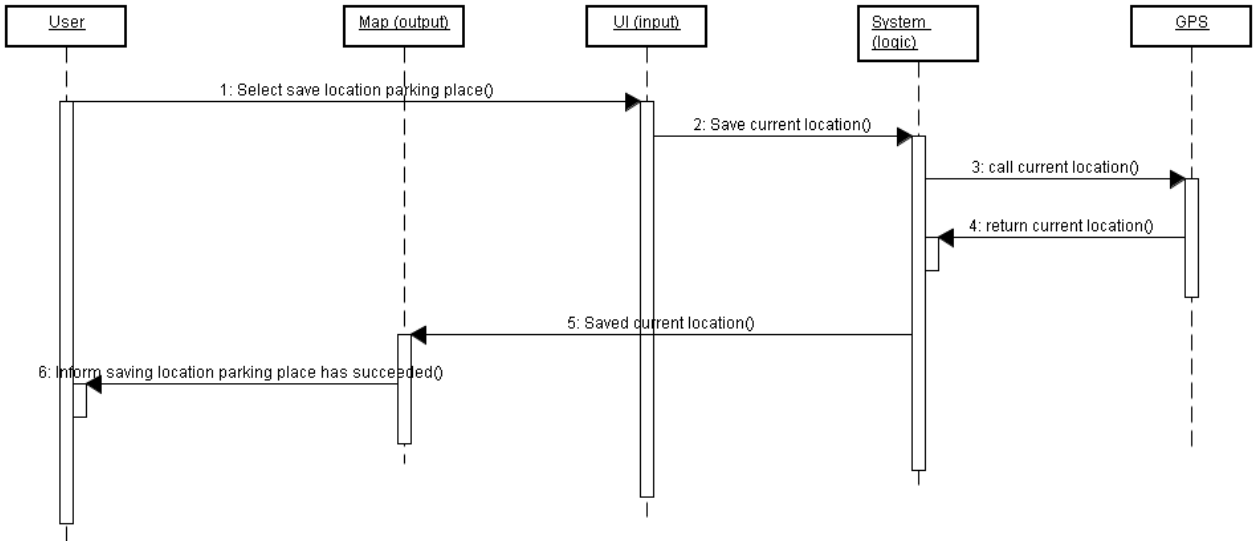 User
Map (output)
UI (input)
System
(logic)
GPS
1: Select save location parking place()
2: Save current location()
3: call current location()
4: return current location()
5: Saved current location()
6: Inform saving location parking place has succeeded()